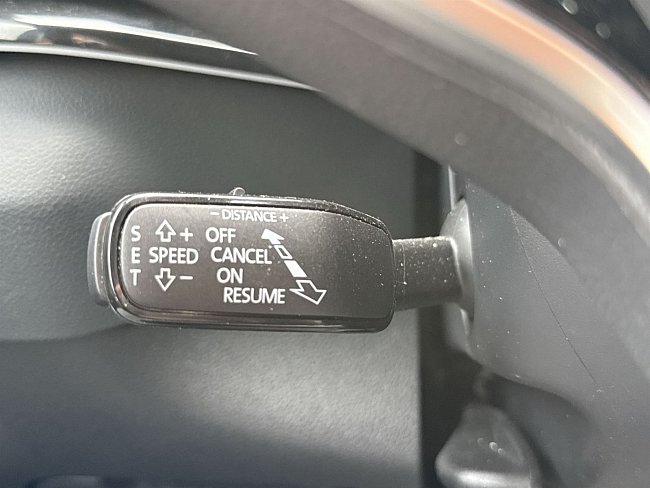 - DISTANCE +
S + OFF
E SPEED CANCEL
T - ON
RESUME